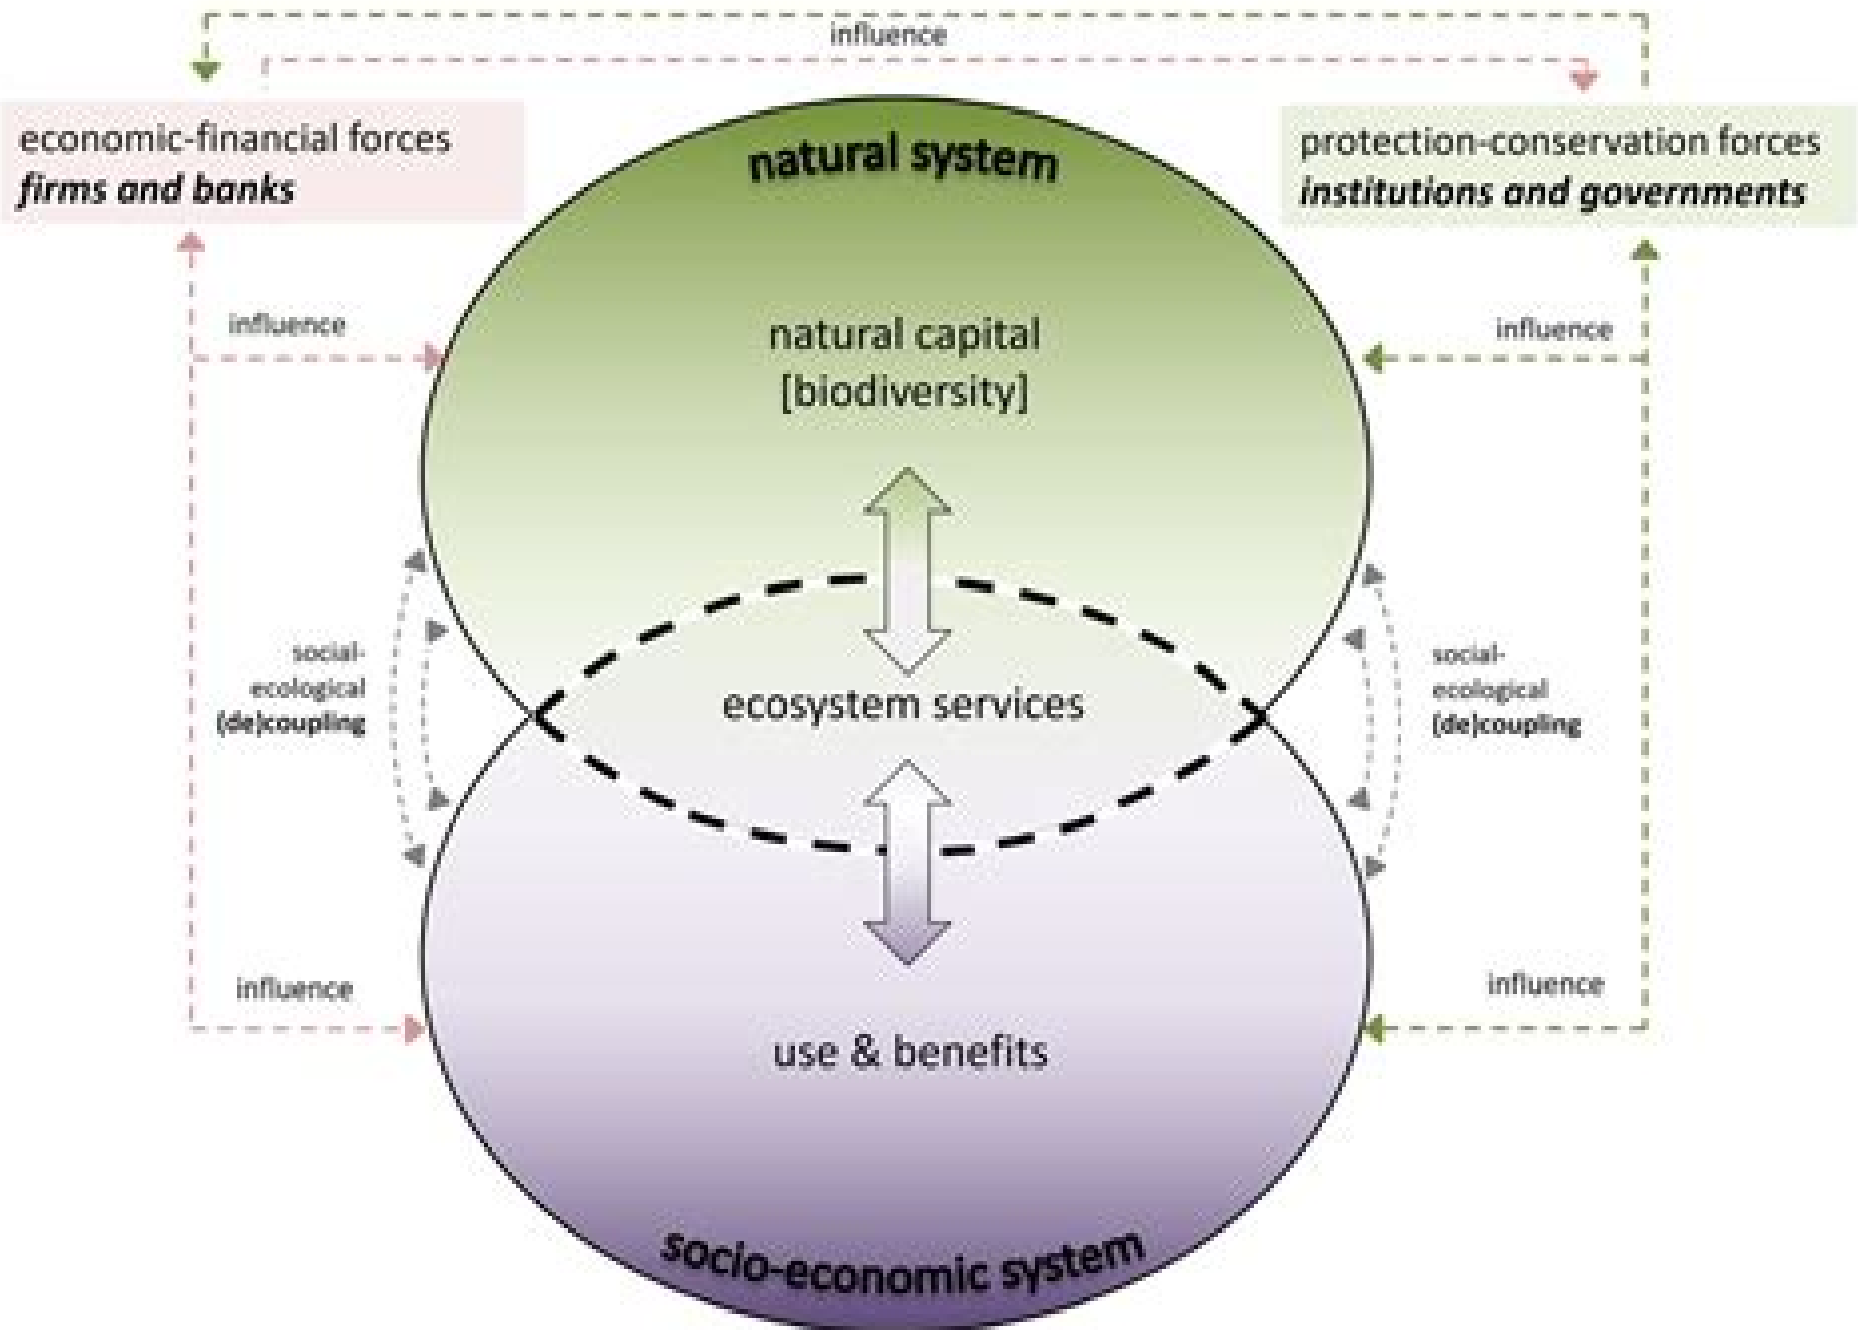 influence
economic-financial forces
firms and banks
protection-conservation forces
institutions and governments
natural system
influence
influence
natural capital
[biodiversity]
social-
ecological
(de)coupling
social-
ecological
(de)coupling
ecosystem services
influence
influence
use & benefits
socio-economic system